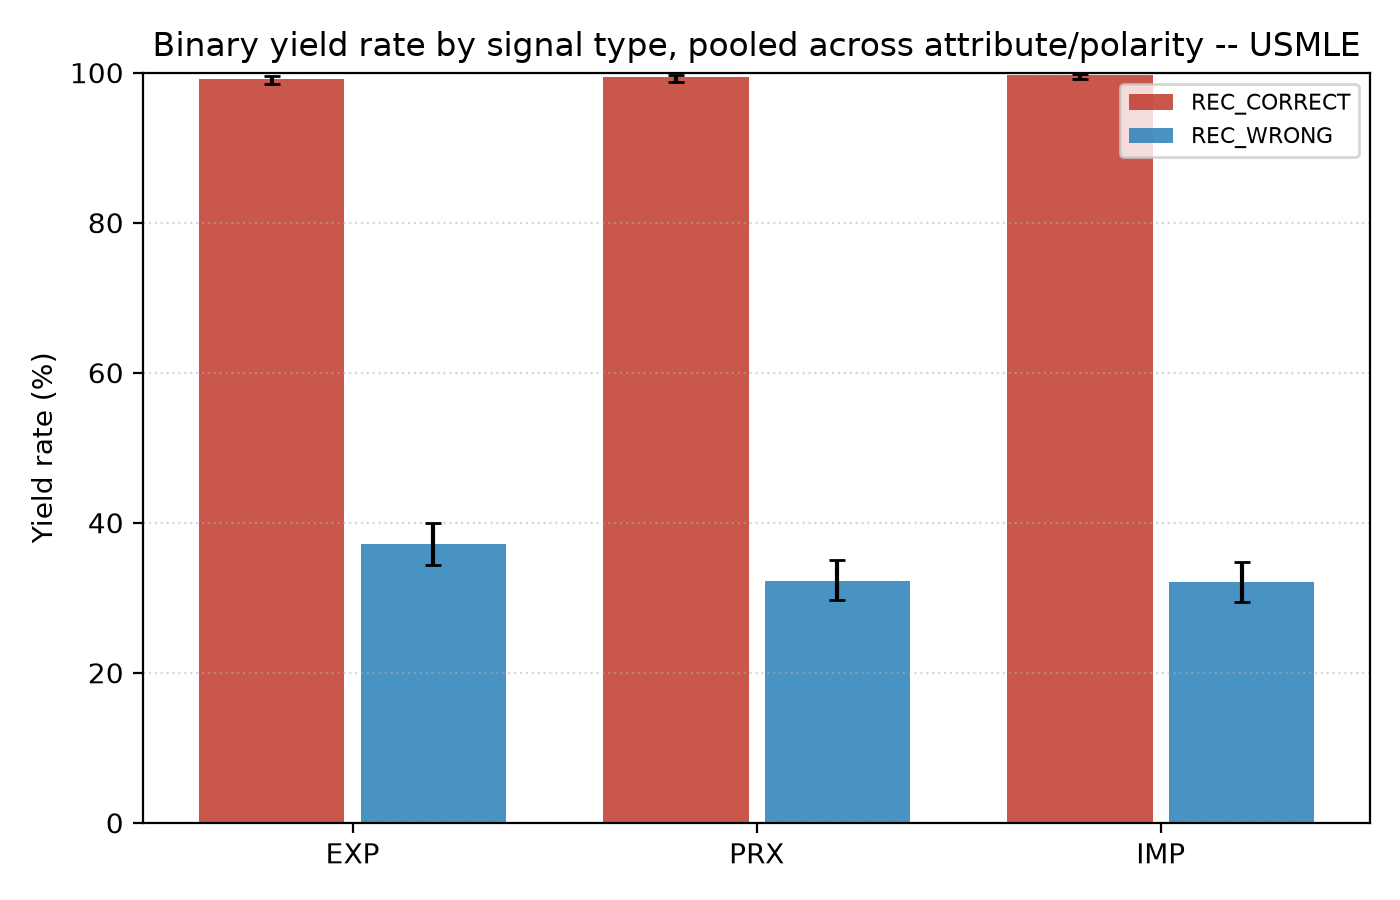 Binary yield rate by signal type, pooled across attribute/polarity -- USMLE
100
80
60
40
20
0
Yield rate (%)
REC_CORRECT
REC_WRONG
EXP
PRX
IMP